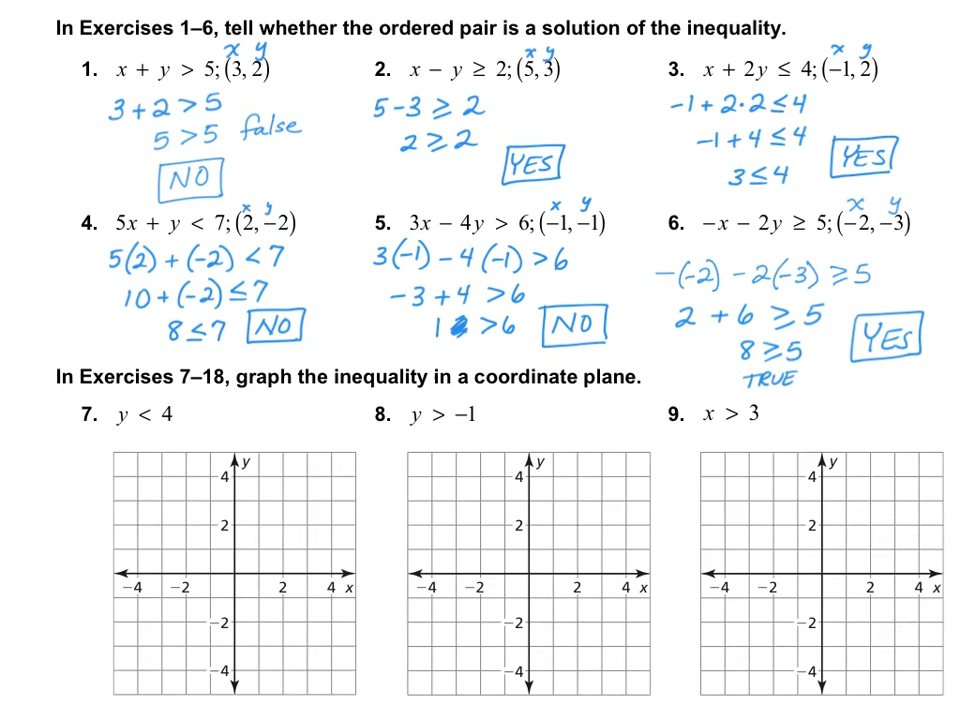 In Exercises 1–6, tell whether the ordered pair is a solution of the inequality.
x y
1. x + y > 5; (3, 2)
3 + 2 > 5
5 > 5 false
NO
x y
2. x − y ≥ 2; (5, 3)
5 - 3 ≥ 2
2 ≥ 2
YES
x y
3. x + 2y ≤ 4; (−1, 2)
-1 + 2·2 ≤ 4
-1 + 4 ≤ 4
3 ≤ 4
YES
x y
4. 5x + y < 7; (2, −2)
5(2) + (-2) < 7
10 + (-2) ≤ 7
8 ≤ 7 NO
x y
5. 3x − 4y > 6; (−1, −1)
3(-1) - 4(-1) > 6
-3 + 4 > 6
1 > 6 NO
x y
6. −x − 2y ≥ 5; (−2, −3)
-(-2) - 2(-3) ≥ 5
2 + 6 ≥ 5
8 ≥ 5
TRUE
YES
In Exercises 7–18, graph the inequality in a coordinate plane.
7. y < 4
y
4
2
−4 −2 2 4 x
−2
−4
8. y > −1
y
4
2
−4 −2 2 4 x
−2
−4
9. x > 3
y
4
2
−4 −2 2 4 x
−2
−4